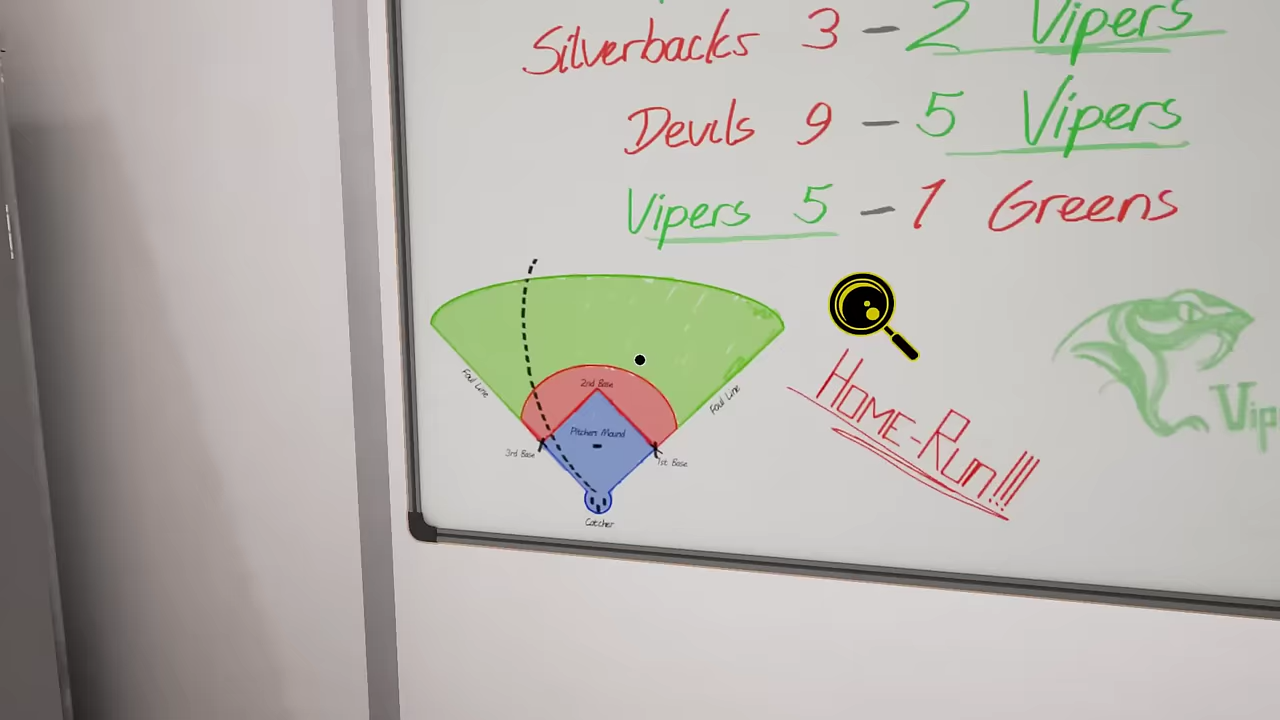 Silverbacks 3 - 2 Vipers
Devils 9 - 5 Vipers
Vipers 5 - 1 Greens
Foul Line
2nd Base
Foul Line
Pitchers Mound
3rd Base
1st Base
Catcher
HOME-RUN!!!
Vip